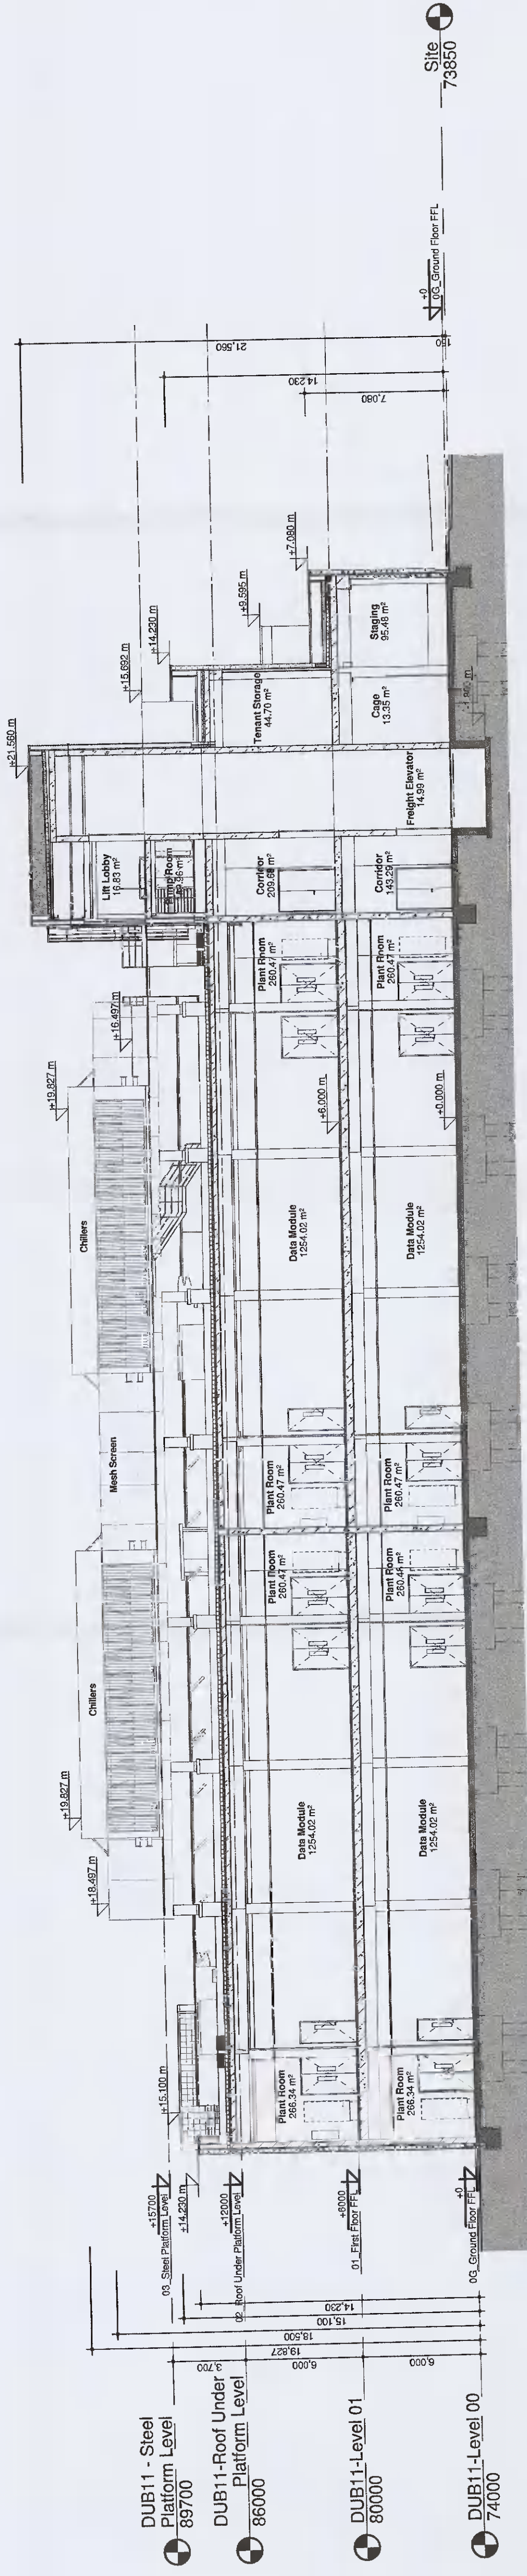 DUB11 - Steel
Platform Level
89700
DUB11-Roof Under
Platform Level
86000
DUB11-Level 01
80000
DUB11-Level 00
74000
3,700
6,000
6,000
19,827
18,500
15,100
14,230
+15700
03_Steel Platform Level
+14.230 m
+12000
02_Roof Under Platform Level
+6000
01_First Floor FFL
+0
0G_Ground Floor FFL
+15.100 m
+18.497 m
+19.827 m
Chillers
Mesh Screen
+19.827 m
Chillers
+16.497 m
+21.560 m
+15.692 m
+14.230 m
+9.595 m
+7.080 m
Plant Room
266.34 m²
Data Module
1254.02 m²
Plant Room
260.47 m²
Plant Room
260.47 m²
Data Module
1254.02 m²
+6.000 m
Plant Room
260.47 m²
Corridor
Lift Lobby
16.83 m²
Room
Tenant Storage
44.70 m²
Plant Room
266.34 m²
Data Module
1254.02 m²
Plant Room
Plant Room
260.47 m²
Data Module
1254.02 m²
+0.000 m
Plant Room
260.47 m²
Corridor
143.29 m²
Freight Elevator
14.99 m²
Cage
13.35 m²
Staging
95.48 m²
21,560
14,230
7,080
150
+0
0G_Ground Floor FFL
Site
73850